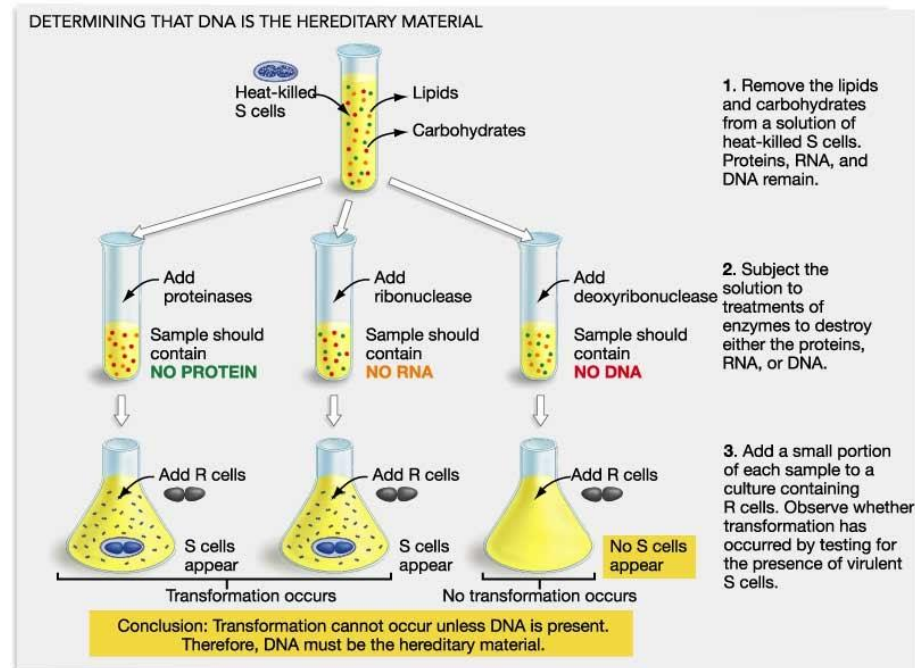 DETERMINING THAT DNA IS THE HEREDITARY MATERIAL
Heat-killed
S cells
Lipids
Carbohydrates
1. Remove the lipids
and carbohydrates
from a solution of
heat-killed S cells.
Proteins, RNA, and
DNA remain.
Add
proteinases
Sample should
contain
NO PROTEIN
Add
ribonuclease
Sample should
contain
NO RNA
Add
deoxyribonuclease
Sample should
contain
NO DNA
2. Subject the
solution to
treatments of
enzymes to destroy
either the proteins,
RNA, or DNA.
Add R cells
S cells
appear
Add R cells
S cells
appear
Add R cells
No S cells
appear
3. Add a small portion
of each sample to a
culture containing
R cells. Observe whether
transformation has
occurred by testing for
the presence of virulent
S cells.
Transformation occurs
No transformation occurs
Conclusion: Transformation cannot occur unless DNA is present.
Therefore, DNA must be the hereditary material.